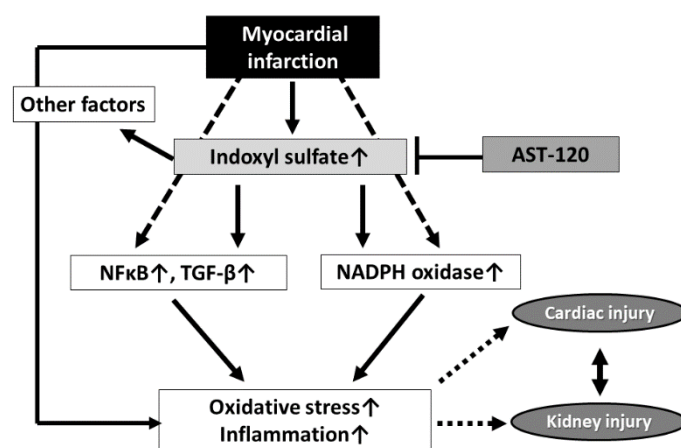 Myocardial
infarction
Other factors
Indoxyl sulfate↑
AST-120
NFκB↑, TGF-β↑
NADPH oxidase↑
Cardiac injury
Oxidative stress↑
Inflammation↑
Kidney injury